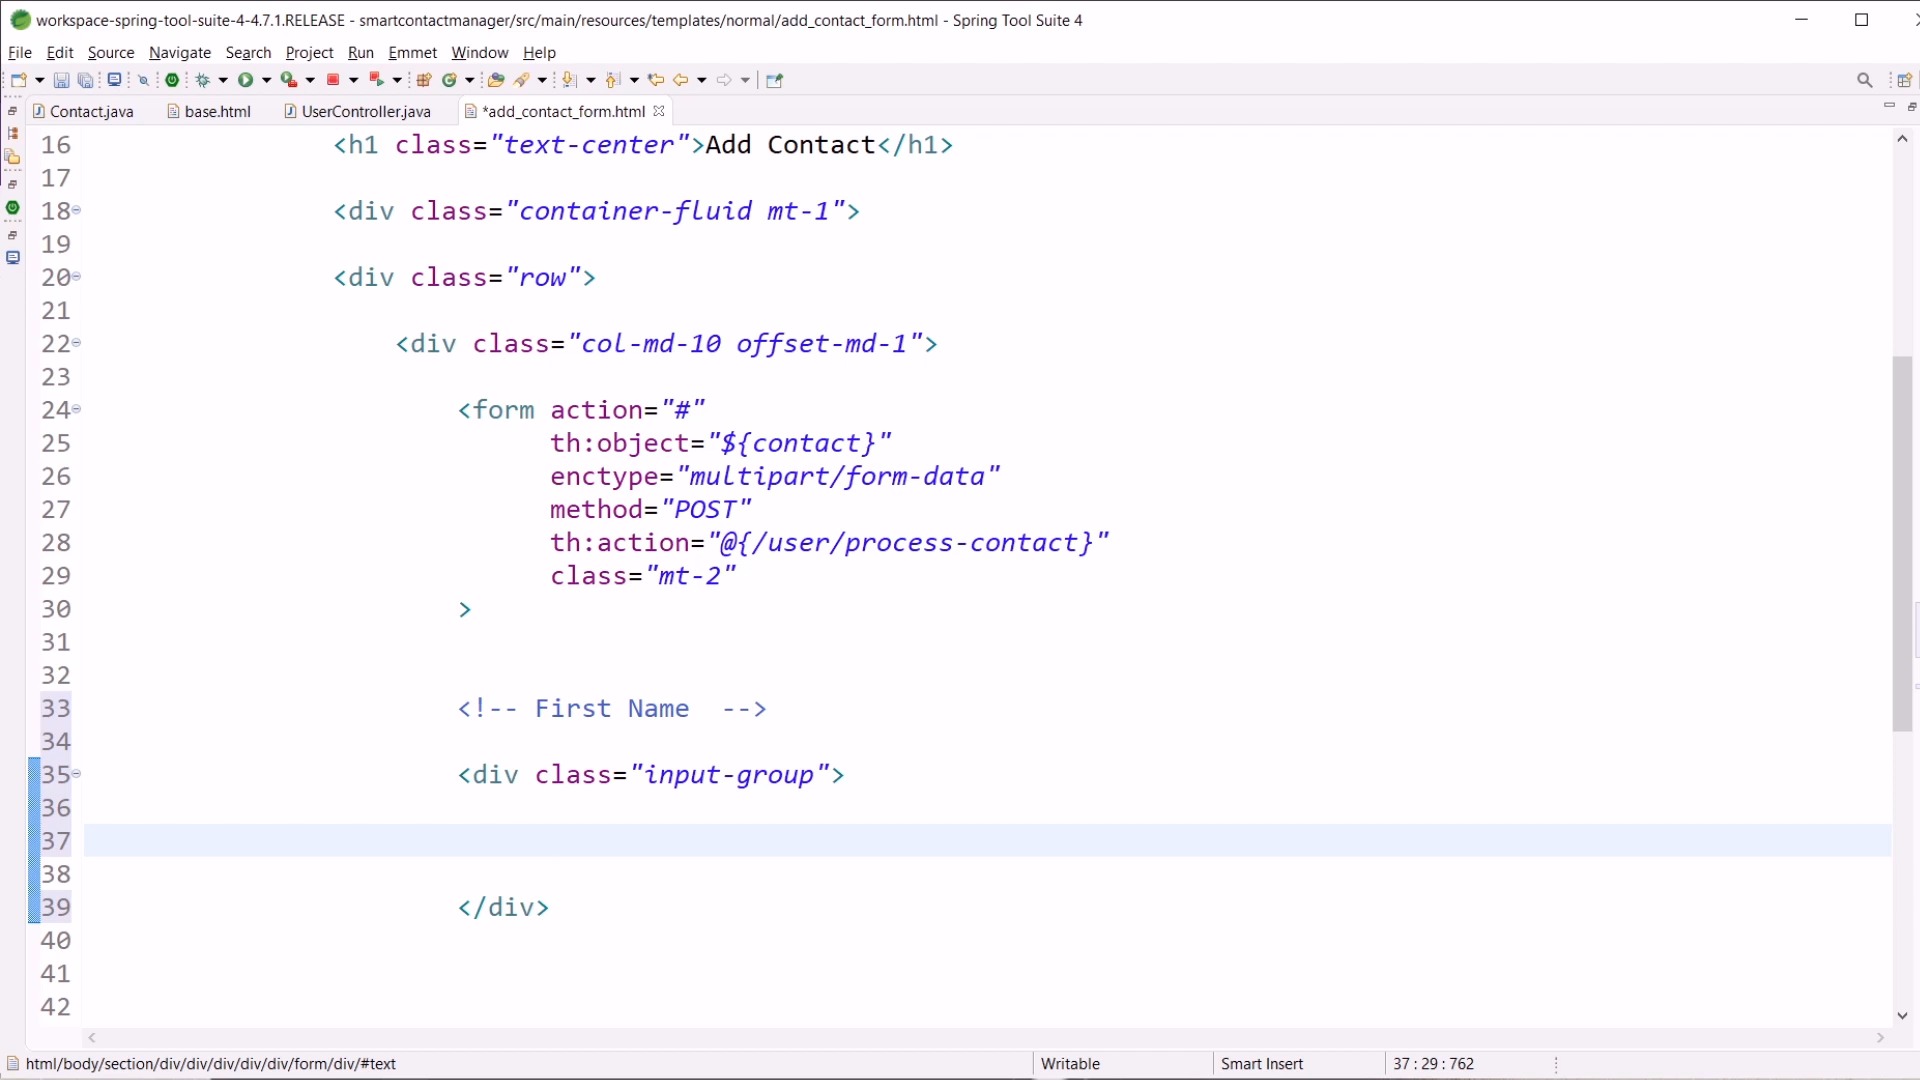 workspace-spring-tool-suite-4-4.7.1.RELEASE - smartcontactmanager/src/main/resources/templates/normal/add_contact_form.html - Spring Tool Suite 4
File Edit Source Navigate Search Project Run Emmet Window Help
Contact.java base.html UserController.java *add_contact_form.html
16 <h1 class="text-center">Add Contact</h1>
17
18 <div class="container-fluid mt-1">
19
20 <div class="row">
21
22 <div class="col-md-10 offset-md-1">
23
24 <form action="#"
25 th:object="${contact}"
26 enctype="multipart/form-data"
27 method="POST"
28 th:action="@{/user/process-contact}"
29 class="mt-2"
30 >
31
32
33 <!-- First Name  -->
34
35 <div class="input-group">
36
37
38
39 </div>
40
41
42
html/body/section/div/div/div/div/div/form/div/#text Writable Smart Insert 37 : 29 : 762